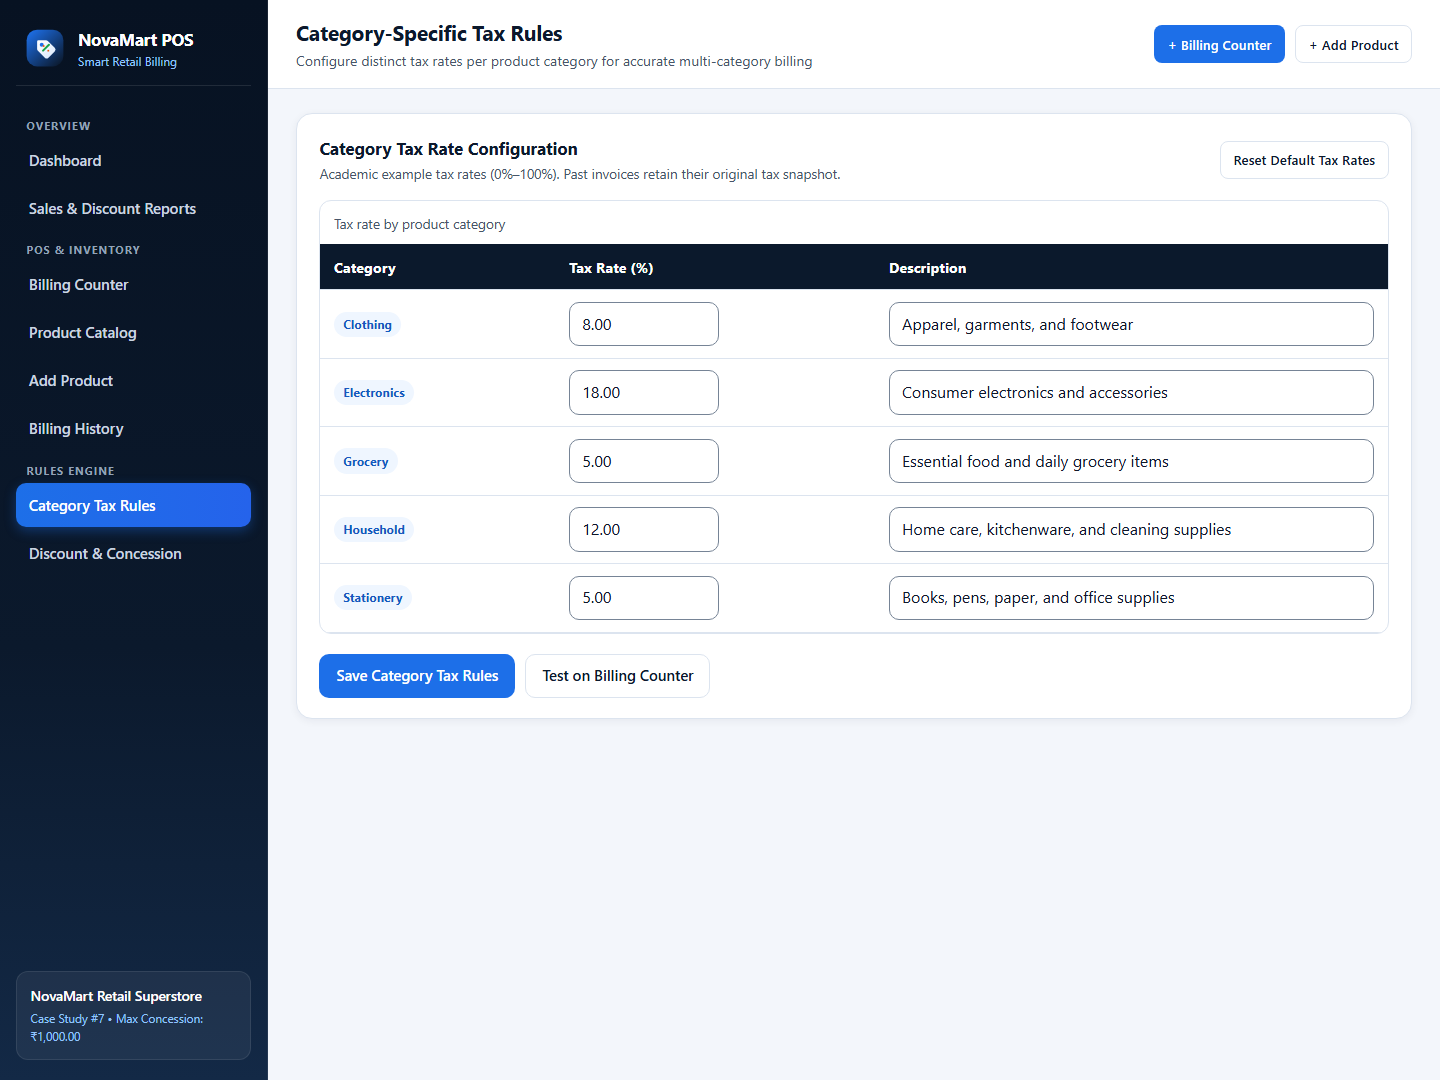 NovaMart POS
Smart Retail Billing
OVERVIEW
Dashboard
Sales & Discount Reports
POS & INVENTORY
Billing Counter
Product Catalog
Add Product
Billing History
RULES ENGINE
Category Tax Rules
Discount & Concession
NovaMart Retail Superstore
Case Study #7 • Max Concession:
₹1,000.00
Category-Specific Tax Rules
Configure distinct tax rates per product category for accurate multi-category billing
+ Billing Counter
+ Add Product
Category Tax Rate Configuration
Academic example tax rates (0%–100%). Past invoices retain their original tax snapshot.
Reset Default Tax Rates
Tax rate by product category
Category Tax Rate (%) Description
Clothing 8.00 Apparel, garments, and footwear
Electronics 18.00 Consumer electronics and accessories
Grocery 5.00 Essential food and daily grocery items
Household 12.00 Home care, kitchenware, and cleaning supplies
Stationery 5.00 Books, pens, paper, and office supplies
Save Category Tax Rules
Test on Billing Counter